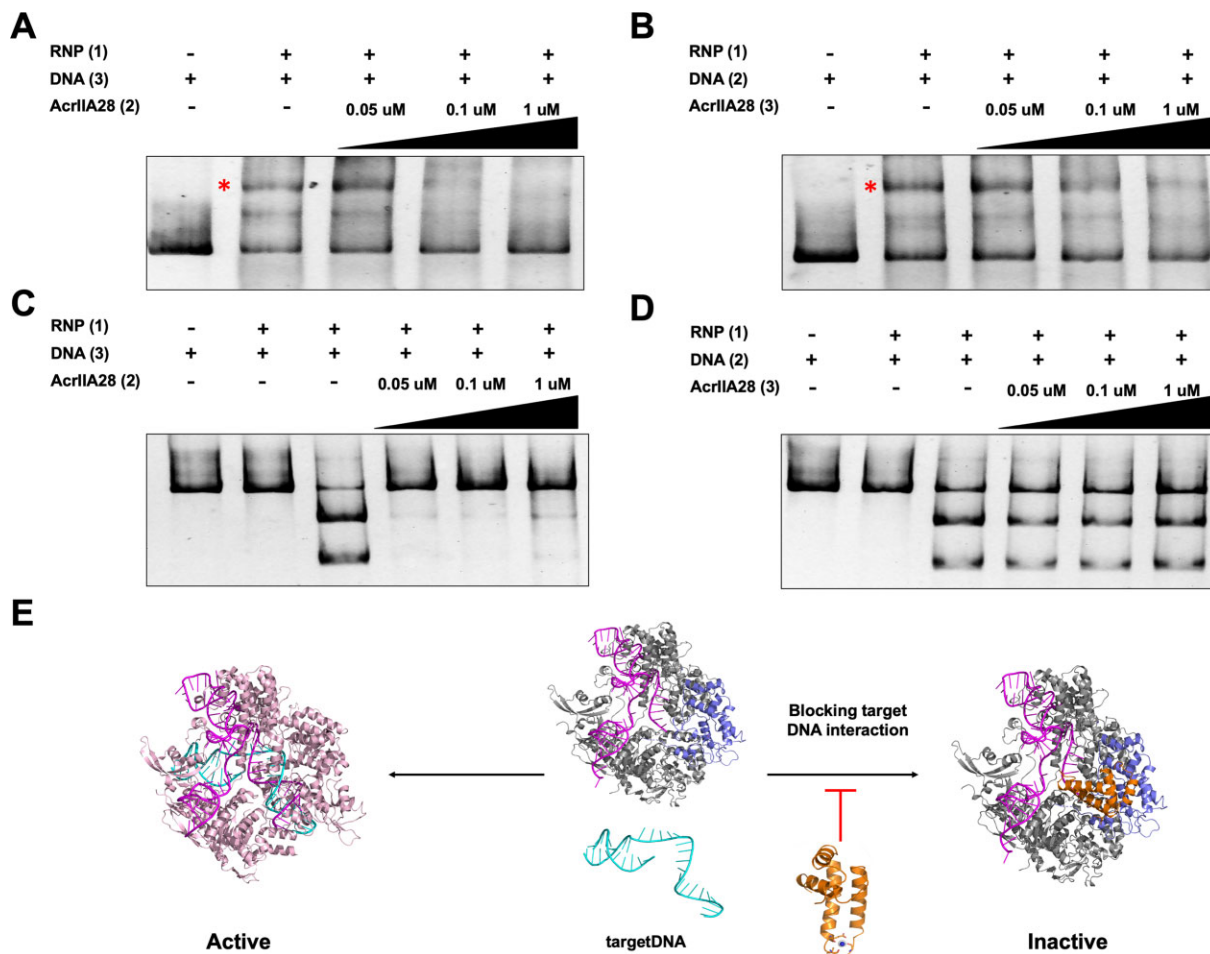 A
RNP (1) - + + + +
DNA (3) + + + + +
AcrIIA28 (2) - - 0.05 uM 0.1 uM 1 uM
*
B
RNP (1) - + + + +
DNA (2) + + + + +
AcrIIA28 (3) - - 0.05 uM 0.1 uM 1 uM
*
C
RNP (1) - + + + + +
DNA (3) + + + + + +
AcrIIA28 (2) - - - 0.05 uM 0.1 uM 1 uM
D
RNP (1) - + + + + +
DNA (2) + + + + + +
AcrIIA28 (3) - - - 0.05 uM 0.1 uM 1 uM
E
Blocking target
DNA interaction
Active
targetDNA
Inactive